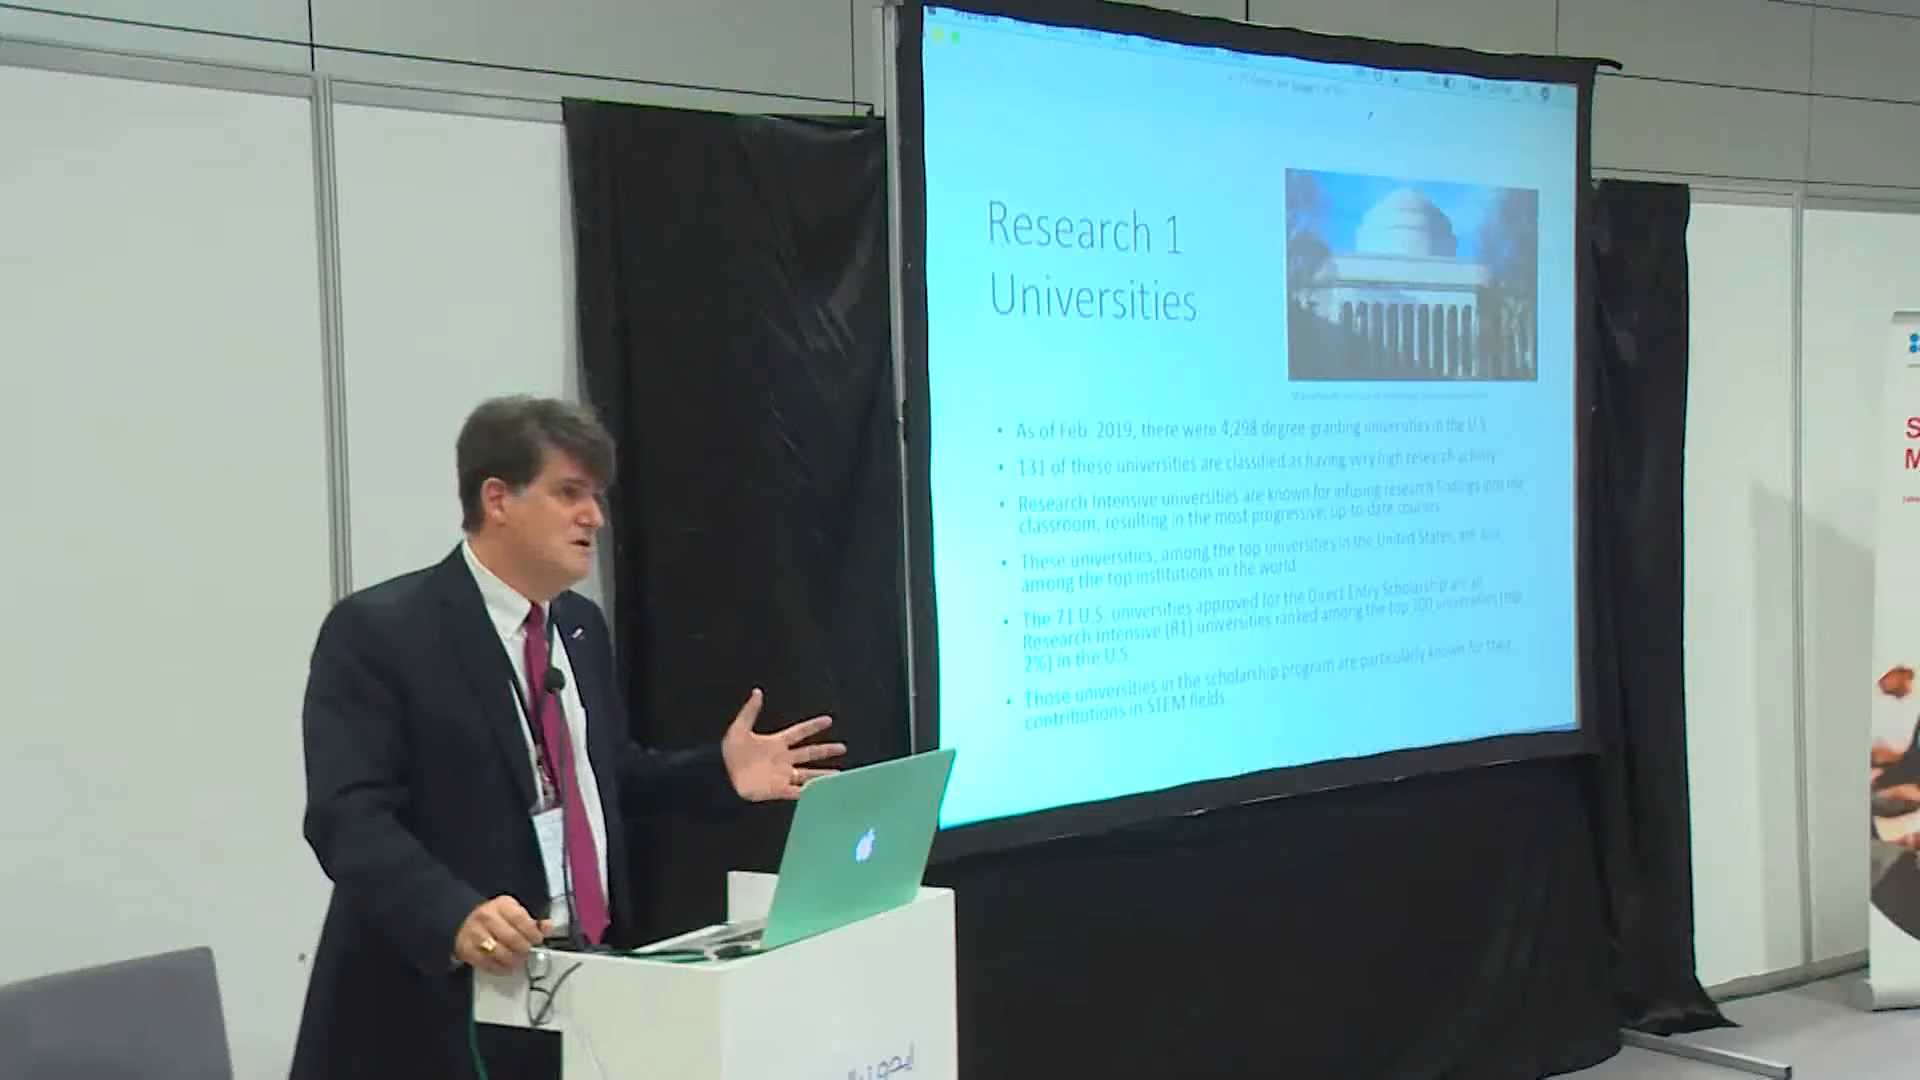 Preview
Research 1
Universities
• As of Feb. 2019, there were 4,298 degree-granting universities in the U.S.
• 131 of these universities are classified as having very high research activity
• Research Intensive universities are known for infusing research findings into the
classroom, resulting in the most progressive, up-to-date courses
• These universities, among the top universities in the United States, are also
among the top institutions in the world
• The 71 U.S. universities approved for the Direct Entry Scholarship are all
Research Intensive (R1) universities ranked among the top 100 universities (top
2%) in the U.S.
• Those universities in the scholarship program are particularly known for their
contributions in STEM fields
S
M